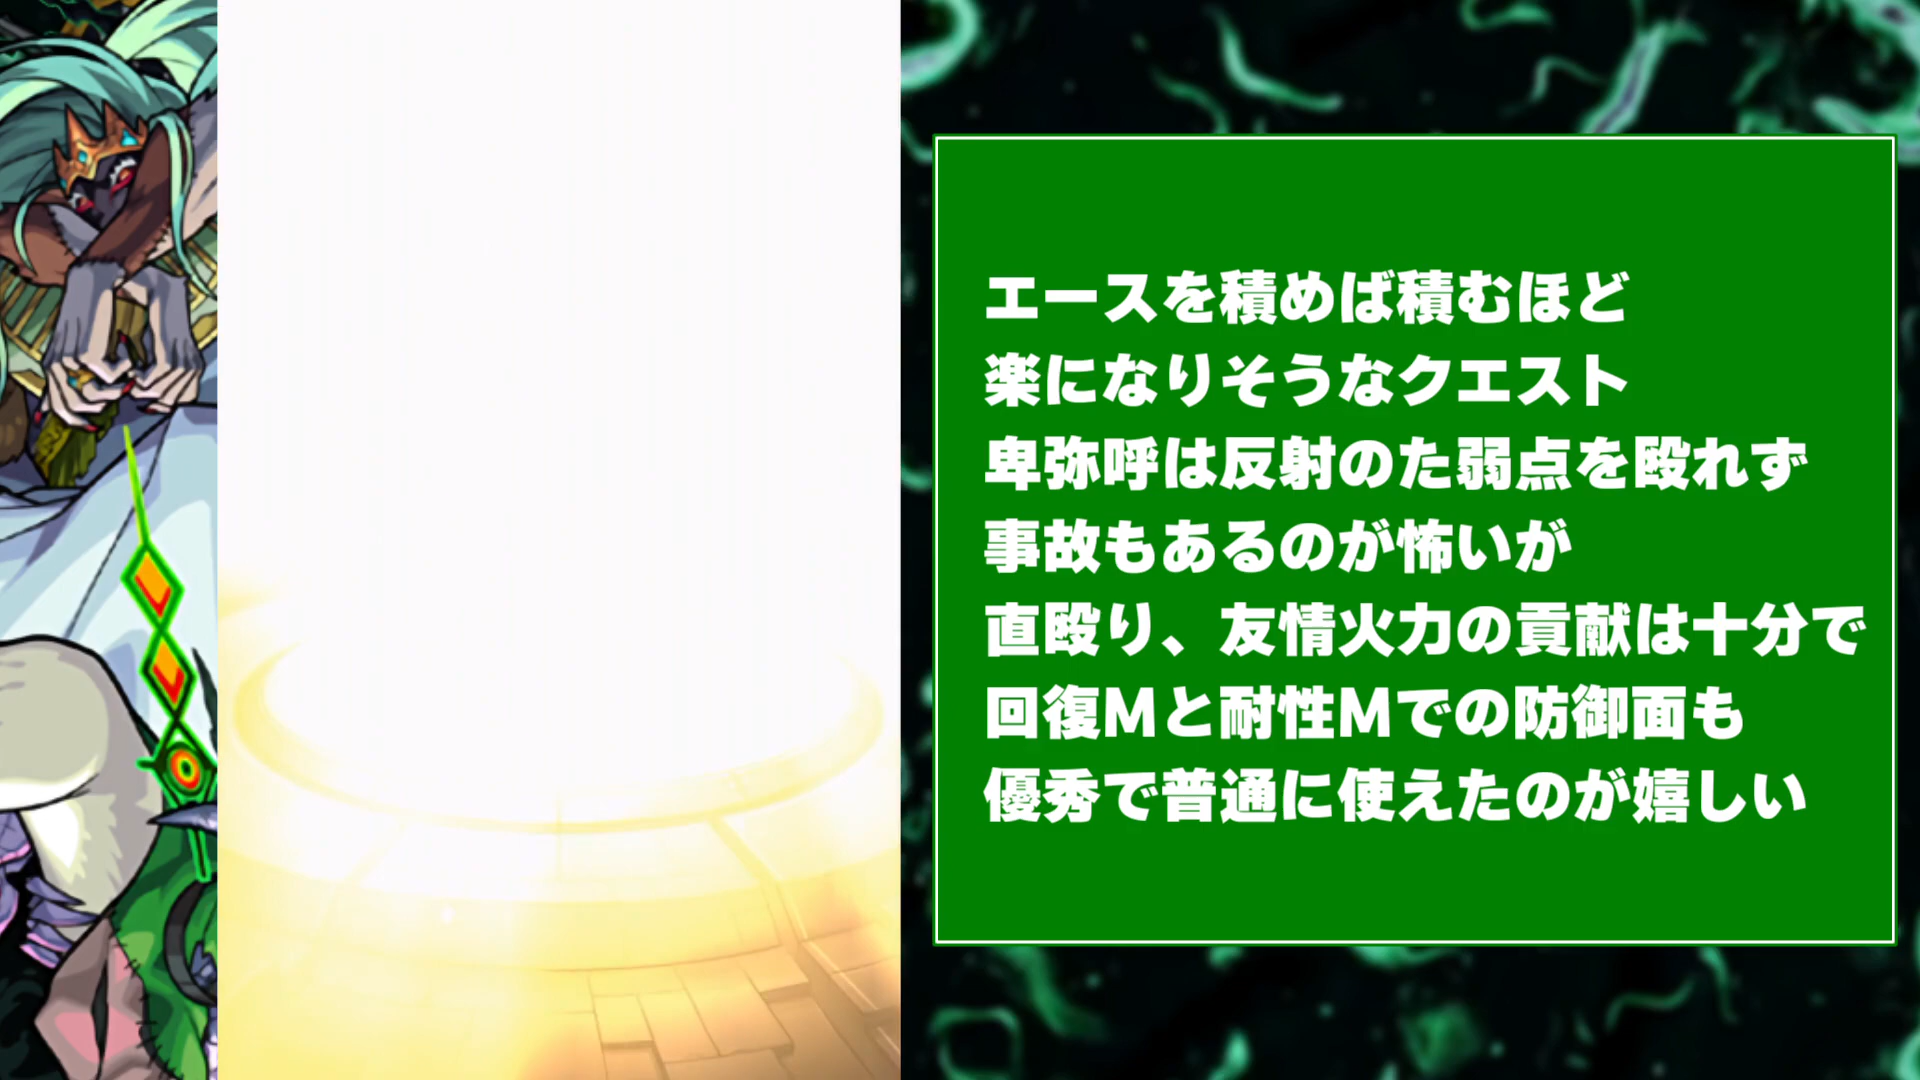 エースを積めば積むほど
楽になりそうなクエスト
卑弥呼は反射のた弱点を殴れず
事故もあるのが怖いが
直殴り、友情火力の貢献は十分で
回復Mと耐性Mでの防御面も
優秀で普通に使えたのが嬉しい